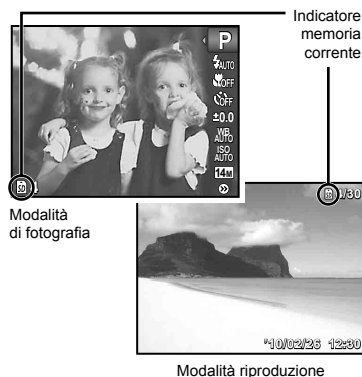 Indicatore
memoria
corrente
P
AUTO
OFF
OFF
±0.0
WB
AUTO
ISO
AUTO
14M
4
Modalità
di fotografia
/30
'10/02/26 12:30
Modalità riproduzione